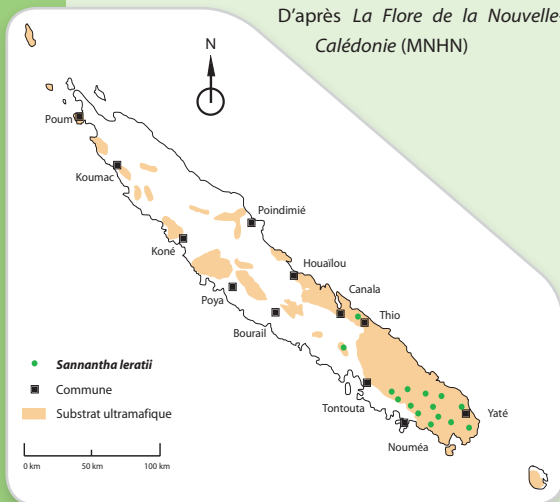 D'après La Flore de la Nouvelle-
Calédonie (MNHN)
N
Poum
Koumac
Poindimié
Koné
Houaïlou
Canala
Poya
Thio
Bourail
Sannantha leratii
Commune
Substrat ultramafique
Tontouta
Yaté
Nouméa
0 km 50 km 100 km